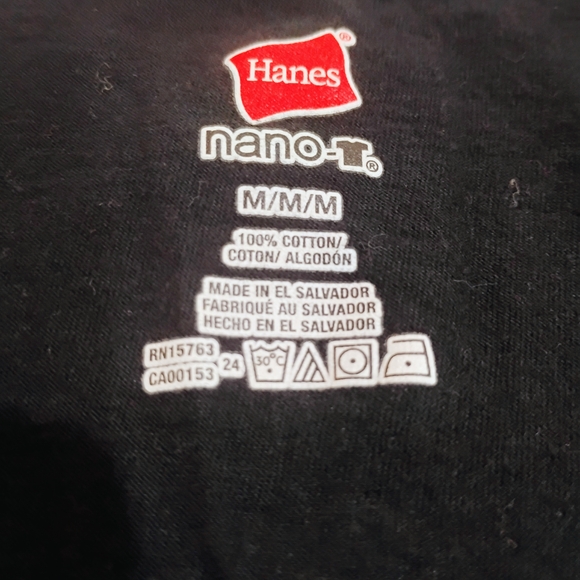 Hanes®
nano-T®
M/M/M
100% COTTON/
COTON/ ALGODÓN
MADE IN EL SALVADOR
FABRIQUÉ AU SALVADOR
HECHO EN EL SALVADOR
RN15763
CA00153
24
30°C